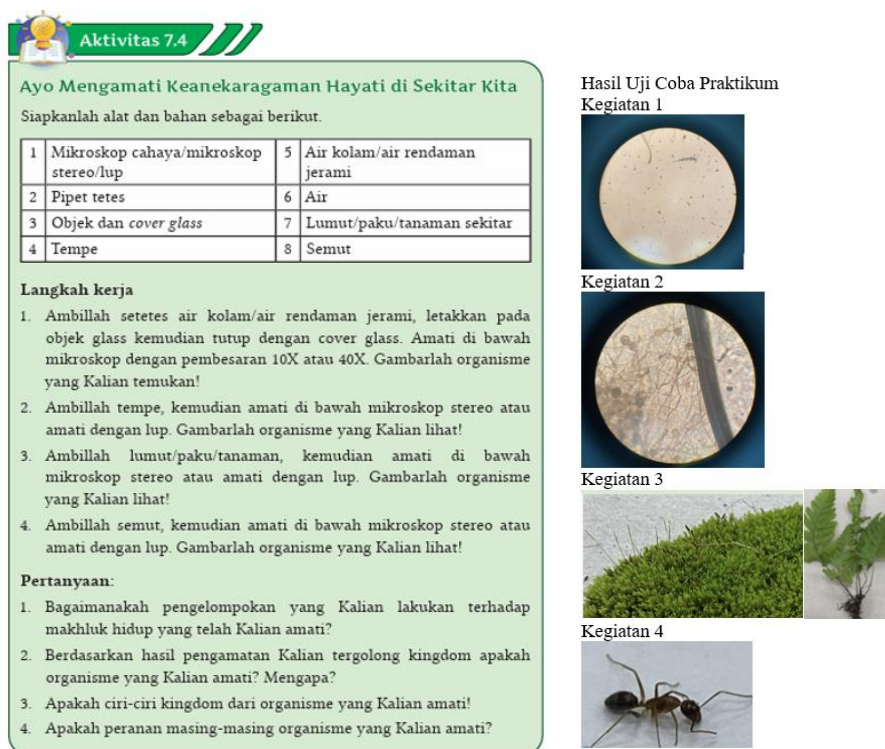 Aktivitas 7.4
Ayo Mengamati Keanekaragaman Hayati di Sekitar Kita
Siapkanlah alat dan bahan sebagai berikut.
1 Mikroskop cahaya/mikroskop stereo/lup
5 Air kolam/air rendaman jerami
2 Pipet tetes
6 Air
3 Objek dan cover glass
7 Lumut/paku/tanaman sekitar
4 Tempe
8 Semut
Langkah kerja
1. Ambillah setetes air kolam/air rendaman jerami, letakkan pada
objek glass kemudian tutup dengan cover glass. Amati di bawah
mikroskop dengan pembesaran 10X atau 40X. Gambarlah organisme
yang Kalian temukan!
2. Ambillah tempe, kemudian amati di bawah mikroskop stereo atau
amati dengan lup. Gambarlah organisme yang Kalian lihat!
3. Ambillah lumut/paku/tanaman, kemudian amati di bawah
mikroskop stereo atau amati dengan lup. Gambarlah organisme
yang Kalian lihat!
4. Ambillah semut, kemudian amati di bawah mikroskop stereo atau
amati dengan lup. Gambarlah organisme yang Kalian lihat!
Pertanyaan:
1. Bagaimanakah pengelompokan yang Kalian lakukan terhadap
makhluk hidup yang telah Kalian amati?
2. Berdasarkan hasil pengamatan Kalian tergolong kingdom apakah
organisme yang Kalian amati? Mengapa?
3. Apakah ciri-ciri kingdom dari organisme yang Kalian amati!
4. Apakah peranan masing-masing organisme yang Kalian amati?
Hasil Uji Coba Praktikum
Kegiatan 1
Kegiatan 2
Kegiatan 3
Kegiatan 4